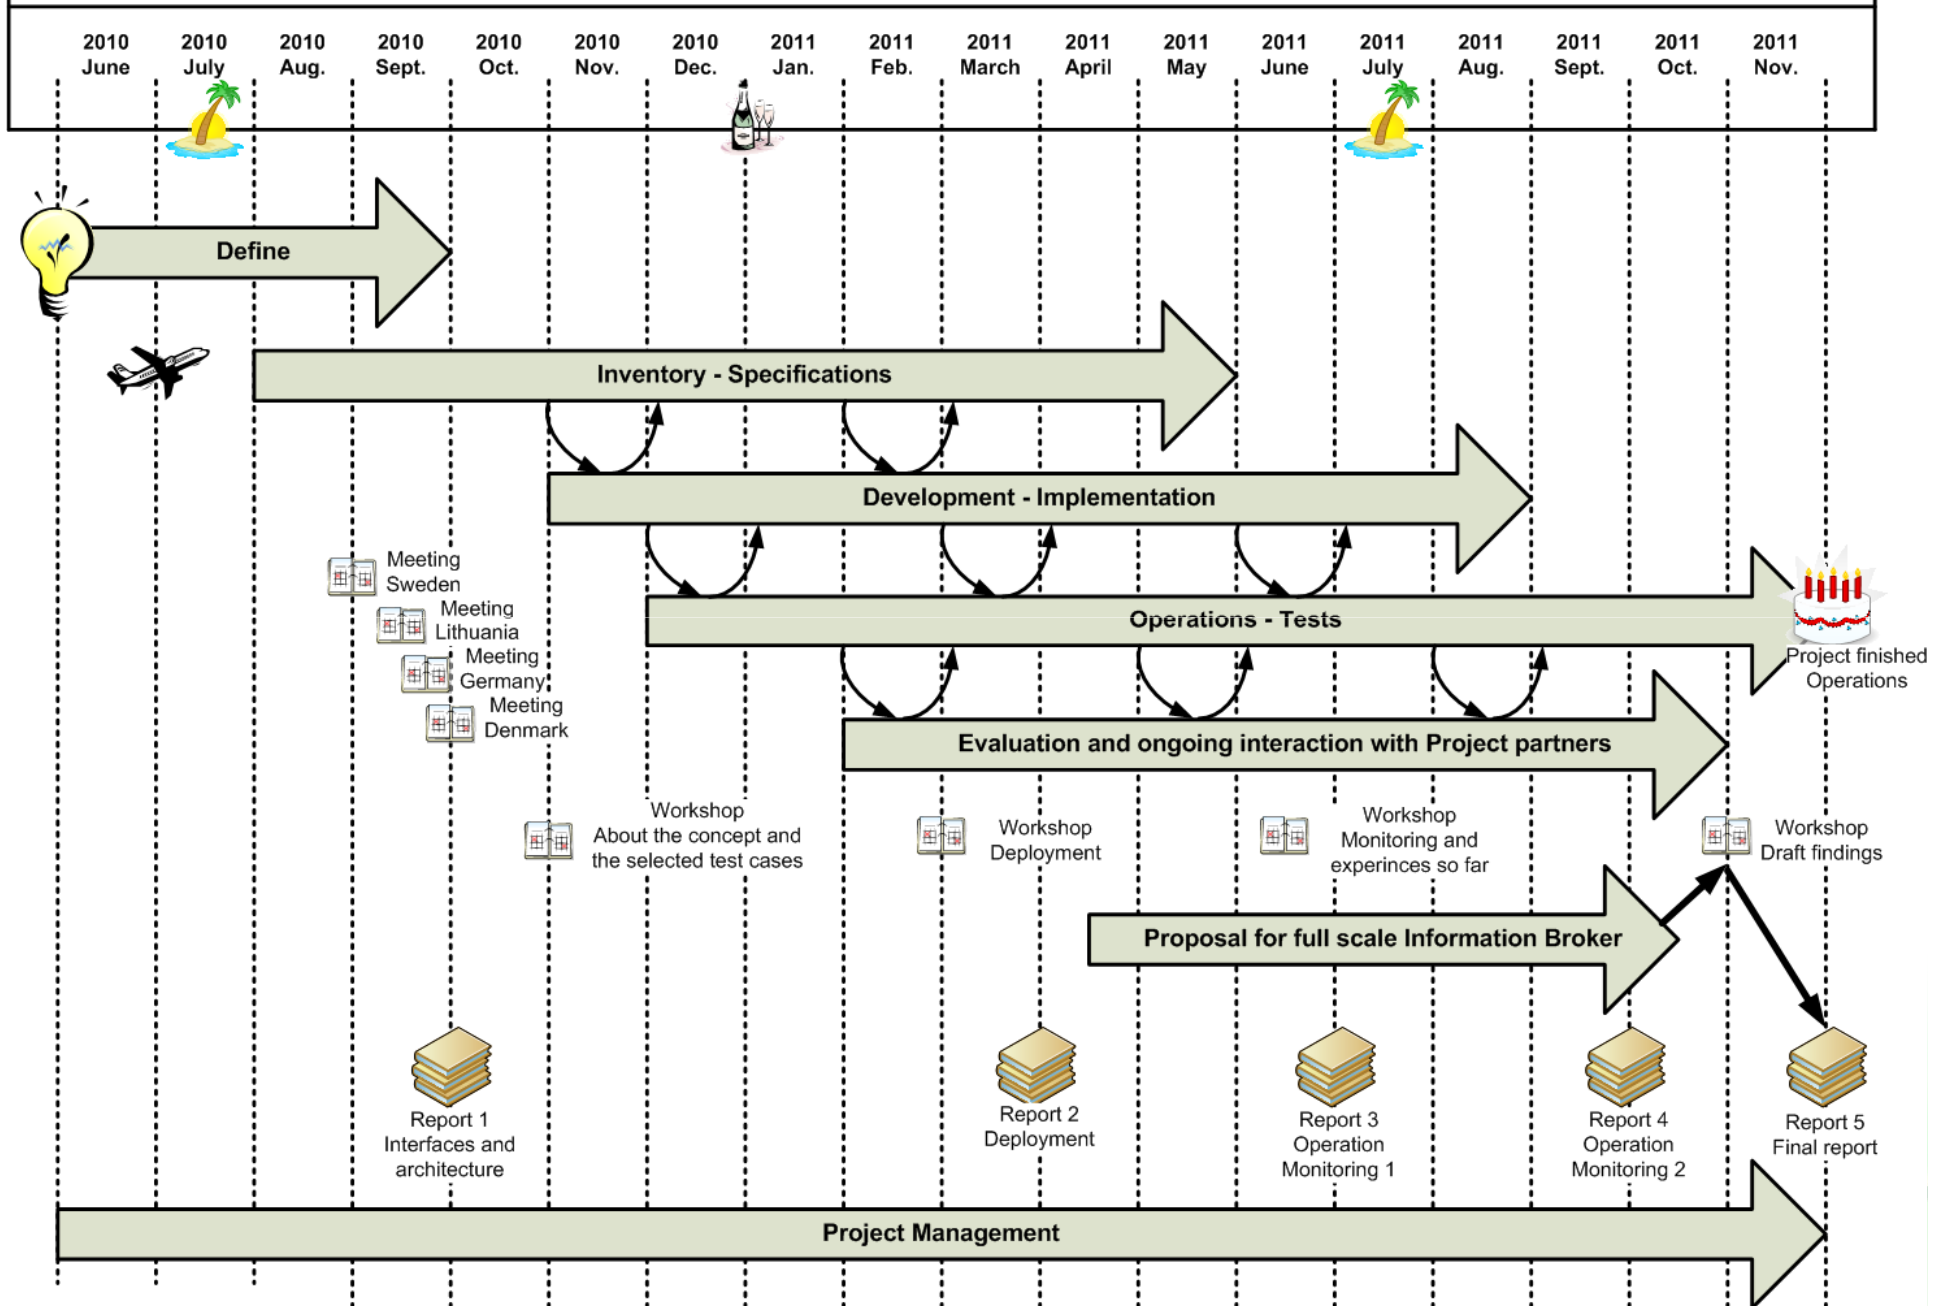 2010 2010 2010 2010 2010 2010 2010 2011 2011 2011 2011 2011 2011 2011 2011 2011 2011 2011
June July Aug. Sept. Oct. Nov. Dec. Jan. Feb. March April May June July Aug. Sept. Oct. Nov.
Define
Inventory - Specifications
Development - Implementation
Meeting
Sweden
Meeting
Lithuania
Meeting
Germany
Meeting
Denmark
Operations - Tests
Project finished
Operations
Evaluation and ongoing interaction with Project partners
Workshop
About the concept and
the selected test cases
Workshop
Deployment
Workshop
Monitoring and
experinces so far
Workshop
Draft findings
Proposal for full scale Information Broker
Report 1
Interfaces and
architecture
Report 2
Deployment
Report 3
Operation
Monitoring 1
Report 4
Operation
Monitoring 2
Report 5
Final report
Project Management